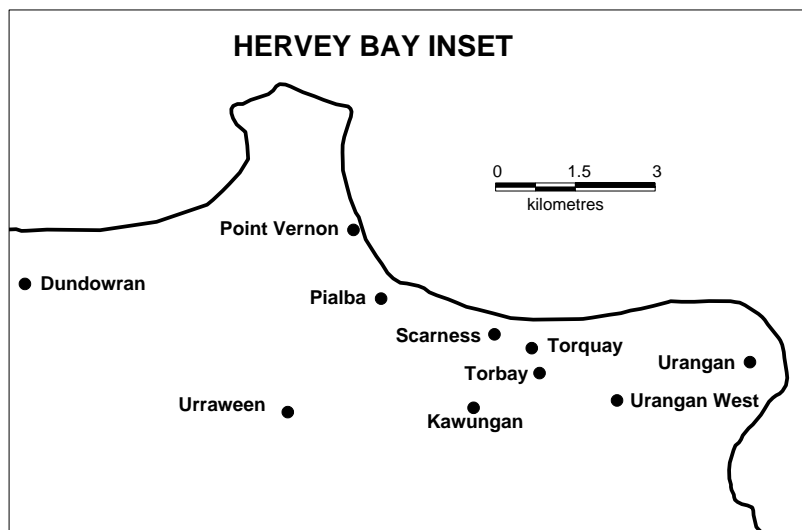 HERVEY BAY INSET
0 1.5 3
kilometres
Point Vernon
Dundowran
Pialba
Scarness
Torquay
Urangan
Torbay
Urraween
Urangan West
Kawungan